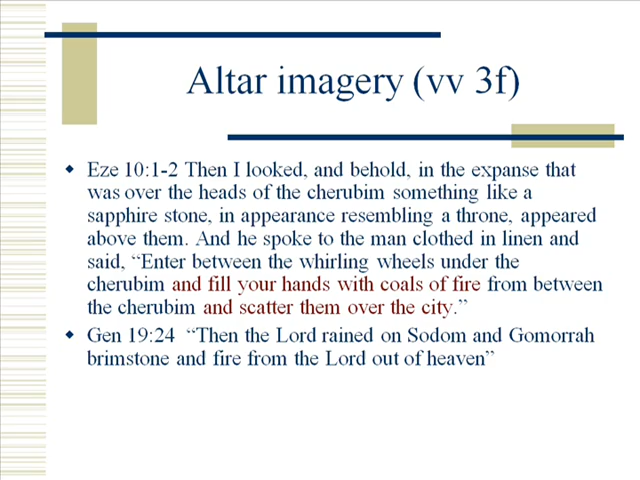 Altar imagery (vv 3f)
Eze 10:1-2 Then I looked, and behold, in the expanse that
was over the heads of the cherubim something like a
sapphire stone, in appearance resembling a throne, appeared
above them. And he spoke to the man clothed in linen and
said, “Enter between the whirling wheels under the
cherubim and fill your hands with coals of fire from between
the cherubim and scatter them over the city.”
Gen 19:24 “Then the Lord rained on Sodom and Gomorrah
brimstone and fire from the Lord out of heaven”